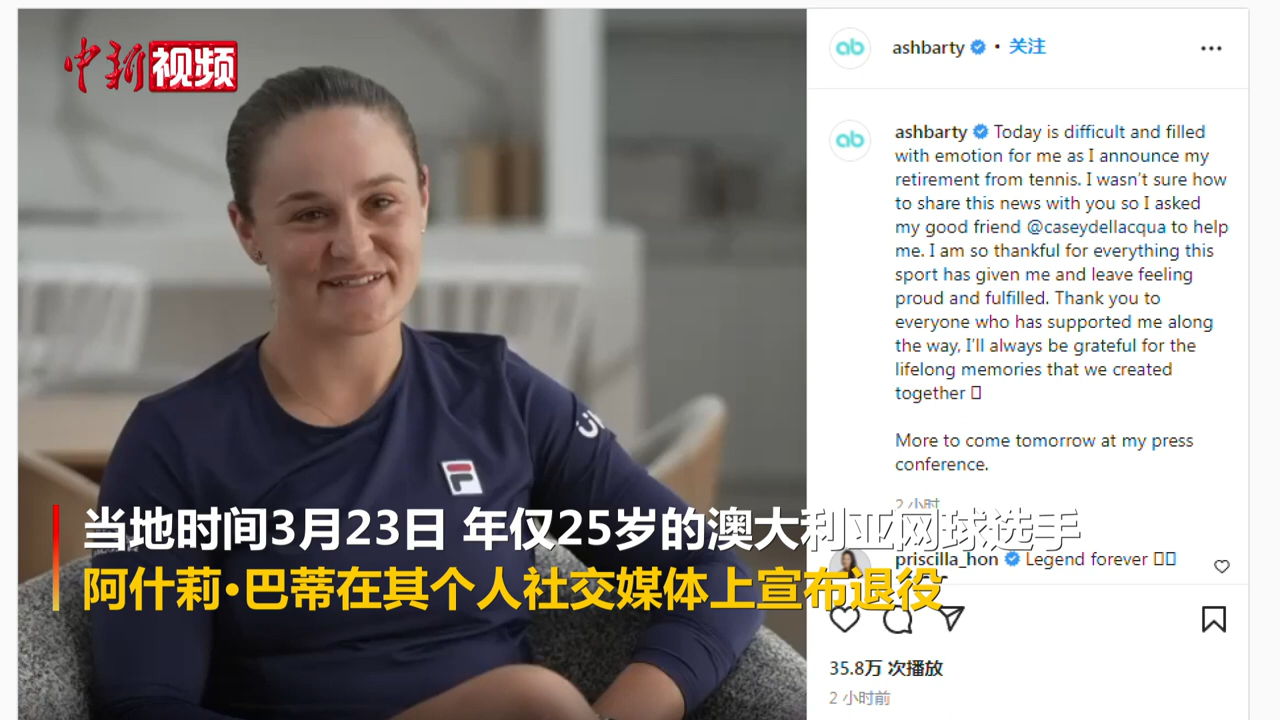 中新视频
ab
ashbarty • 关注
ab
ashbarty Today is difficult and filled
with emotion for me as I announce my
retirement from tennis. I wasn't sure how
to share this news with you so I asked
my good friend @caseydellacqua to help
me. I am so thankful for everything this
sport has given me and leave feeling
proud and fulfilled. Thank you to
everyone who has supported me along
the way, I'll always be grateful for the
lifelong memories that we created
together
More to come tomorrow at my press
conference.
2 小时
priscilla_hon Legend forever
35.8万 次播放
2 小时前
当地时间3月23日 年仅25岁的澳大利亚网球选手
阿什莉•巴蒂在其个人社交媒体上宣布退役